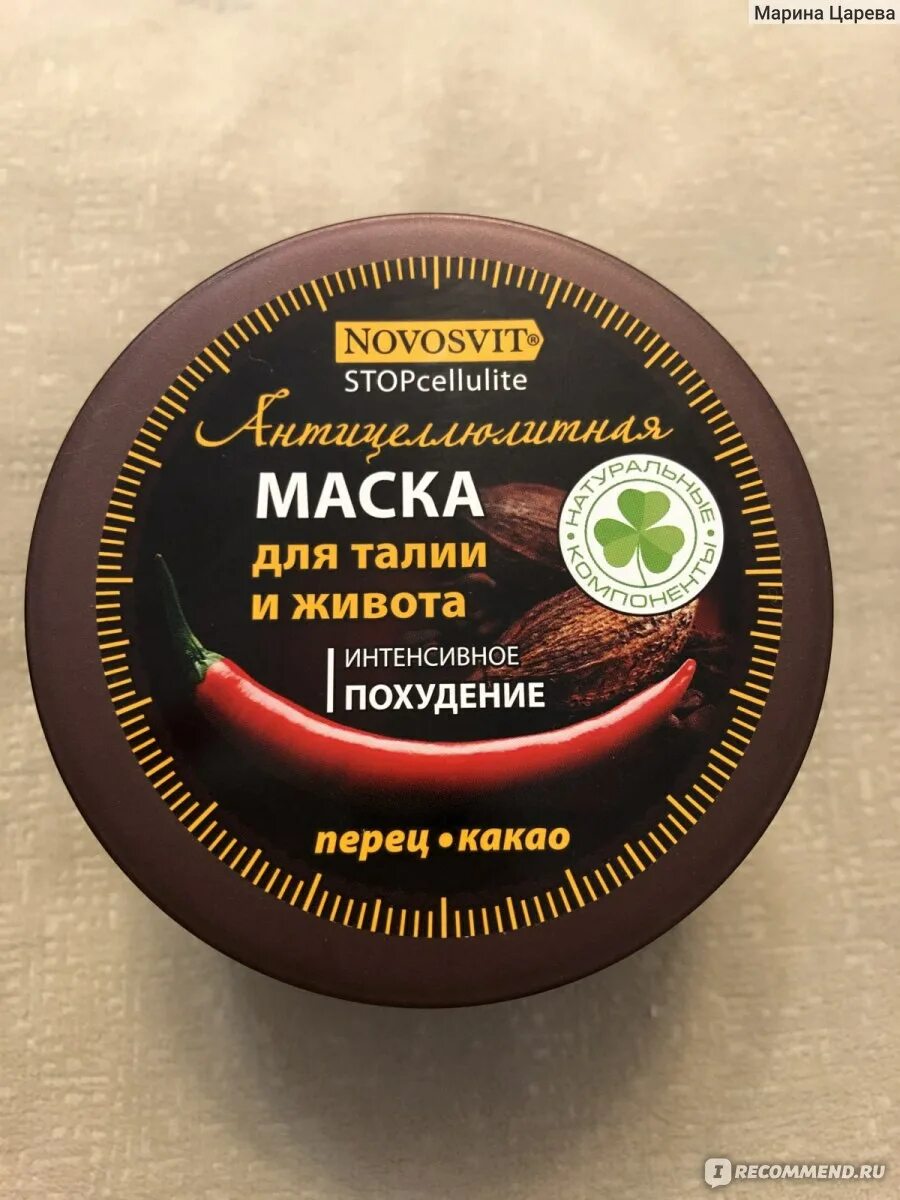 Марина Царева
NOVOSVIT®
STOPcellulite
Антицеллюлитная
МАСКА
для талии
и живота
НАТУРАЛЬНЫЕ
• КОМПОНЕНТЫ •
ИНТЕНСИВНОЕ
ПОХУДЕНИЕ
перец • какао
I RECOMMEND.RU